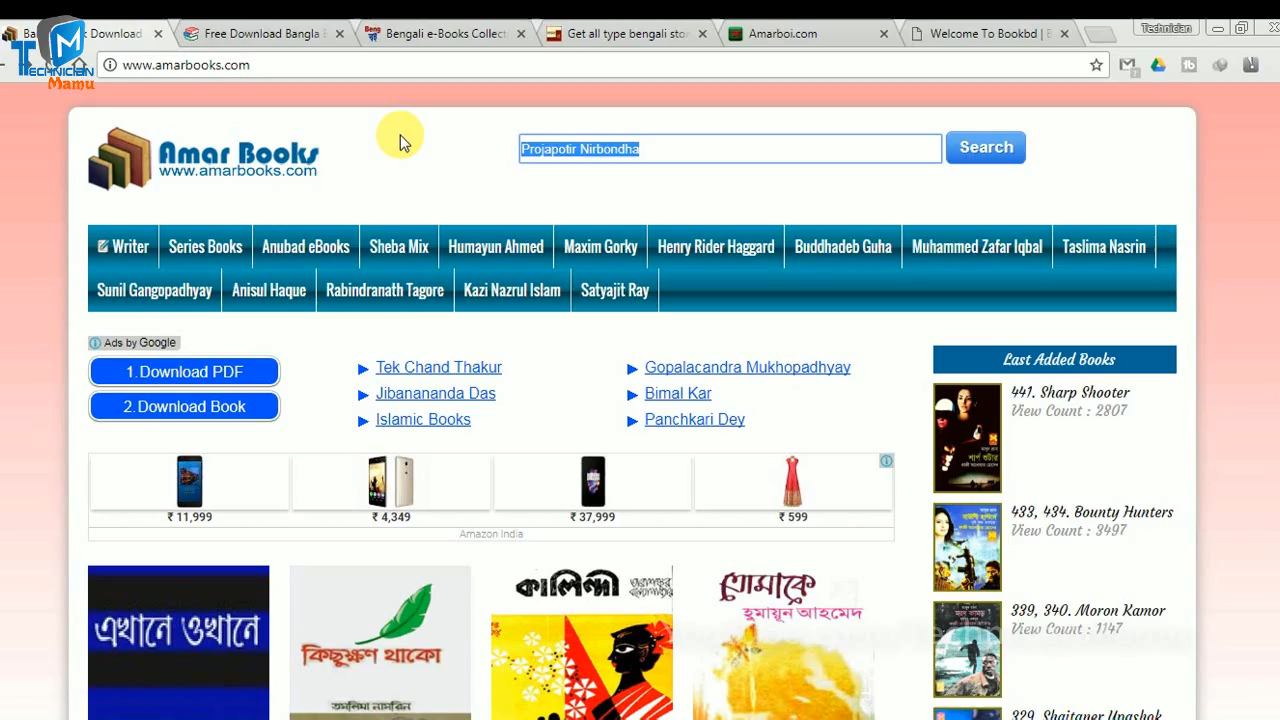 Download
Free Download Bangla
Bengali e-Books Collect
Get all type bengali sto
Amarboi.com
Welcome To Bookbd |
Technician
TM
TECHNICIAN
Mamu
www.amarbooks.com
Amar Books
www.amarbooks.com
Projapotir Nirbondha
Search
Writer
Series Books
Anubad eBooks
Sheba Mix
Humayun Ahmed
Maxim Gorky
Henry Rider Haggard
Buddhadeb Guha
Muhammed Zafar Iqbal
Taslima Nasrin
Sunil Gangopadhyay
Anisul Haque
Rabindranath Tagore
Kazi Nazrul Islam
Satyajit Ray
Ads by Google
1.Download PDF
2.Download Book
Tek Chand Thakur
Jibanananda Das
Islamic Books
Gopalacandra Mukhopadhyay
Bimal Kar
Panchkari Dey
₹ 11,999
₹ 4,349
₹ 37,999
₹ 599
Amazon India
Last Added Books
441. Sharp Shooter
View Count : 2807
433, 434. Bounty Hunters
View Count : 3497
339, 340. Moron Kamor
View Count : 1147
329. Shaitaner Upashok
এখানে ওখানে
কিছুক্ষণ থাকো
তসলিমা নাসরিন
কালিন্দী
তোমাকে
হুমায়ূন আহমেদ